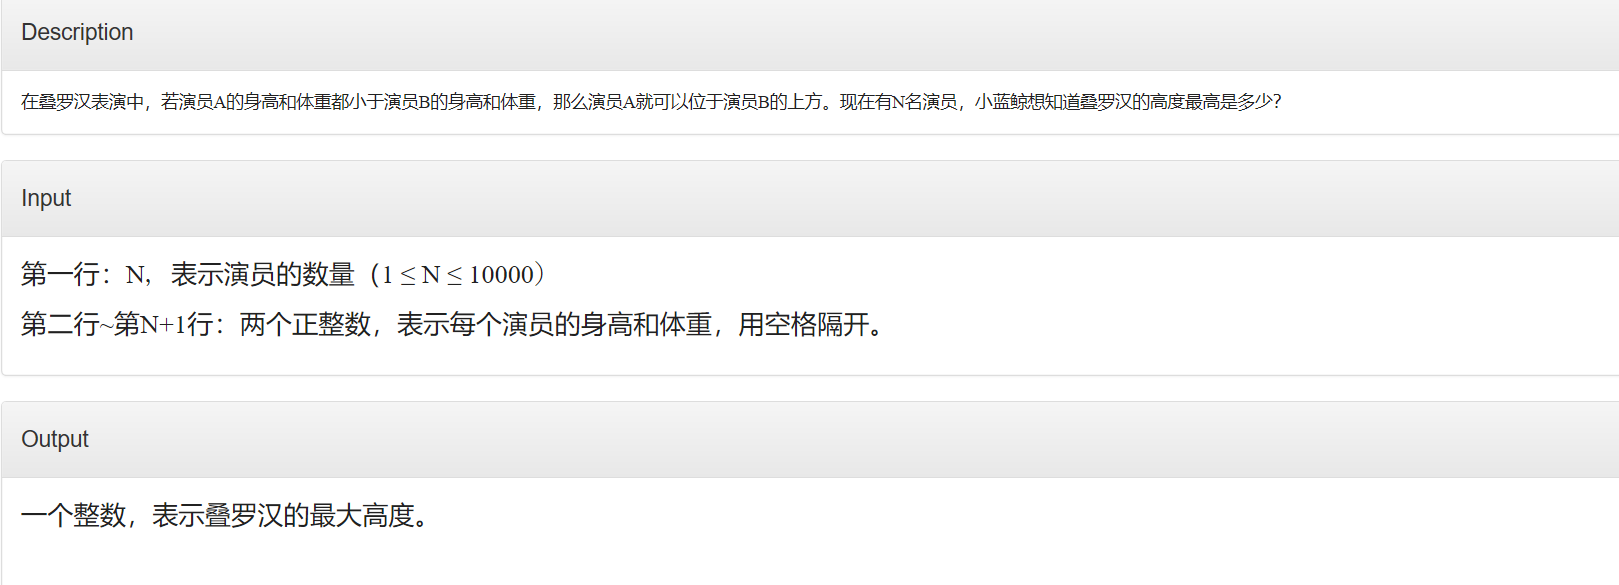 Description
在叠罗汉表演中，若演员A的身高和体重都小于演员B的身高和体重，那么演员A就可以位于演员B的上方。现在有N名演员，小蓝鲸想知道叠罗汉的高度最高是多少？
Input
第一行：N，表示演员的数量（1 ≤ N ≤ 10000）
第二行~第N+1行：两个正整数，表示每个演员的身高和体重，用空格隔开。
Output
一个整数，表示叠罗汉的最大高度。